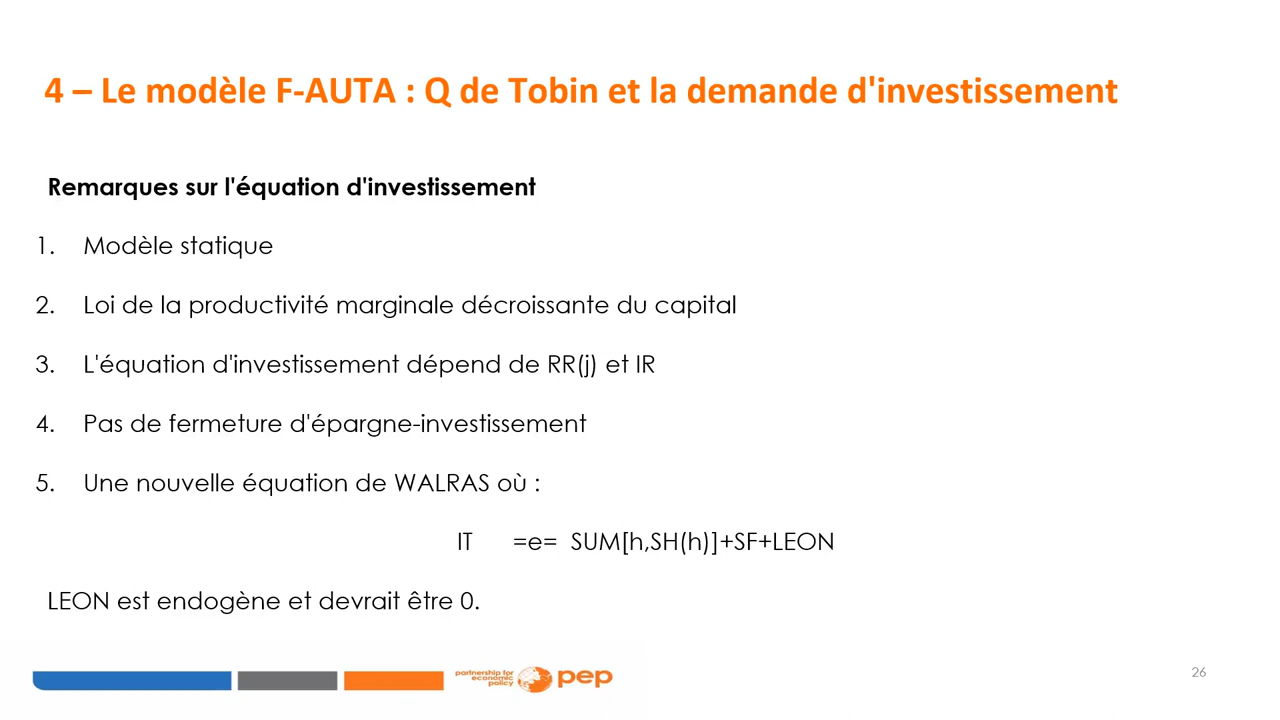 4 – Le modèle F-AUTA : Q de Tobin et la demande d'investissement
Remarques sur l'équation d'investissement
1. Modèle statique
2. Loi de la productivité marginale décroissante du capital
3. L'équation d'investissement dépend de RR(j) et IR
4. Pas de fermeture d'épargne-investissement
5. Une nouvelle équation de WALRAS où :
IT =e= SUM[h,SH(h)]+SF+LEON
LEON est endogène et devrait être 0.
partnership for
economic
policy
pep
26